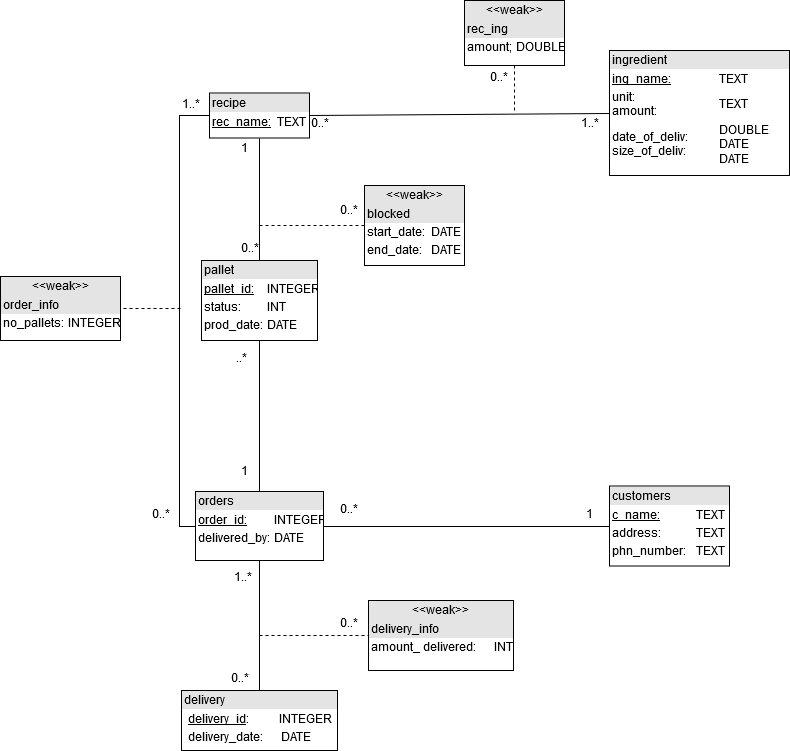 <<weak>>
rec_ing
amount; DOUBLE
0..*
ingredient
ing_name: TEXT
unit:
amount: TEXT
date_of_deliv: DOUBLE
size_of_deliv: DATE
DATE
1..*
recipe
rec_name: TEXT
0..*
1..*
1
<<weak>>
blocked
start_date: DATE
end_date: DATE
0..*
0..*
pallet
pallet_id: INTEGER
status: INT
prod_date: DATE
<<weak>>
order_info
no_pallets: INTEGER
..*
1
orders
order_id: INTEGER
delivered_by: DATE
0..*
0..*
1
customers
c_name: TEXT
address: TEXT
phn_number: TEXT
1..*
<<weak>>
delivery_info
amount_ delivered: INT
0..*
0..*
delivery
delivery_id: INTEGER
delivery_date: DATE